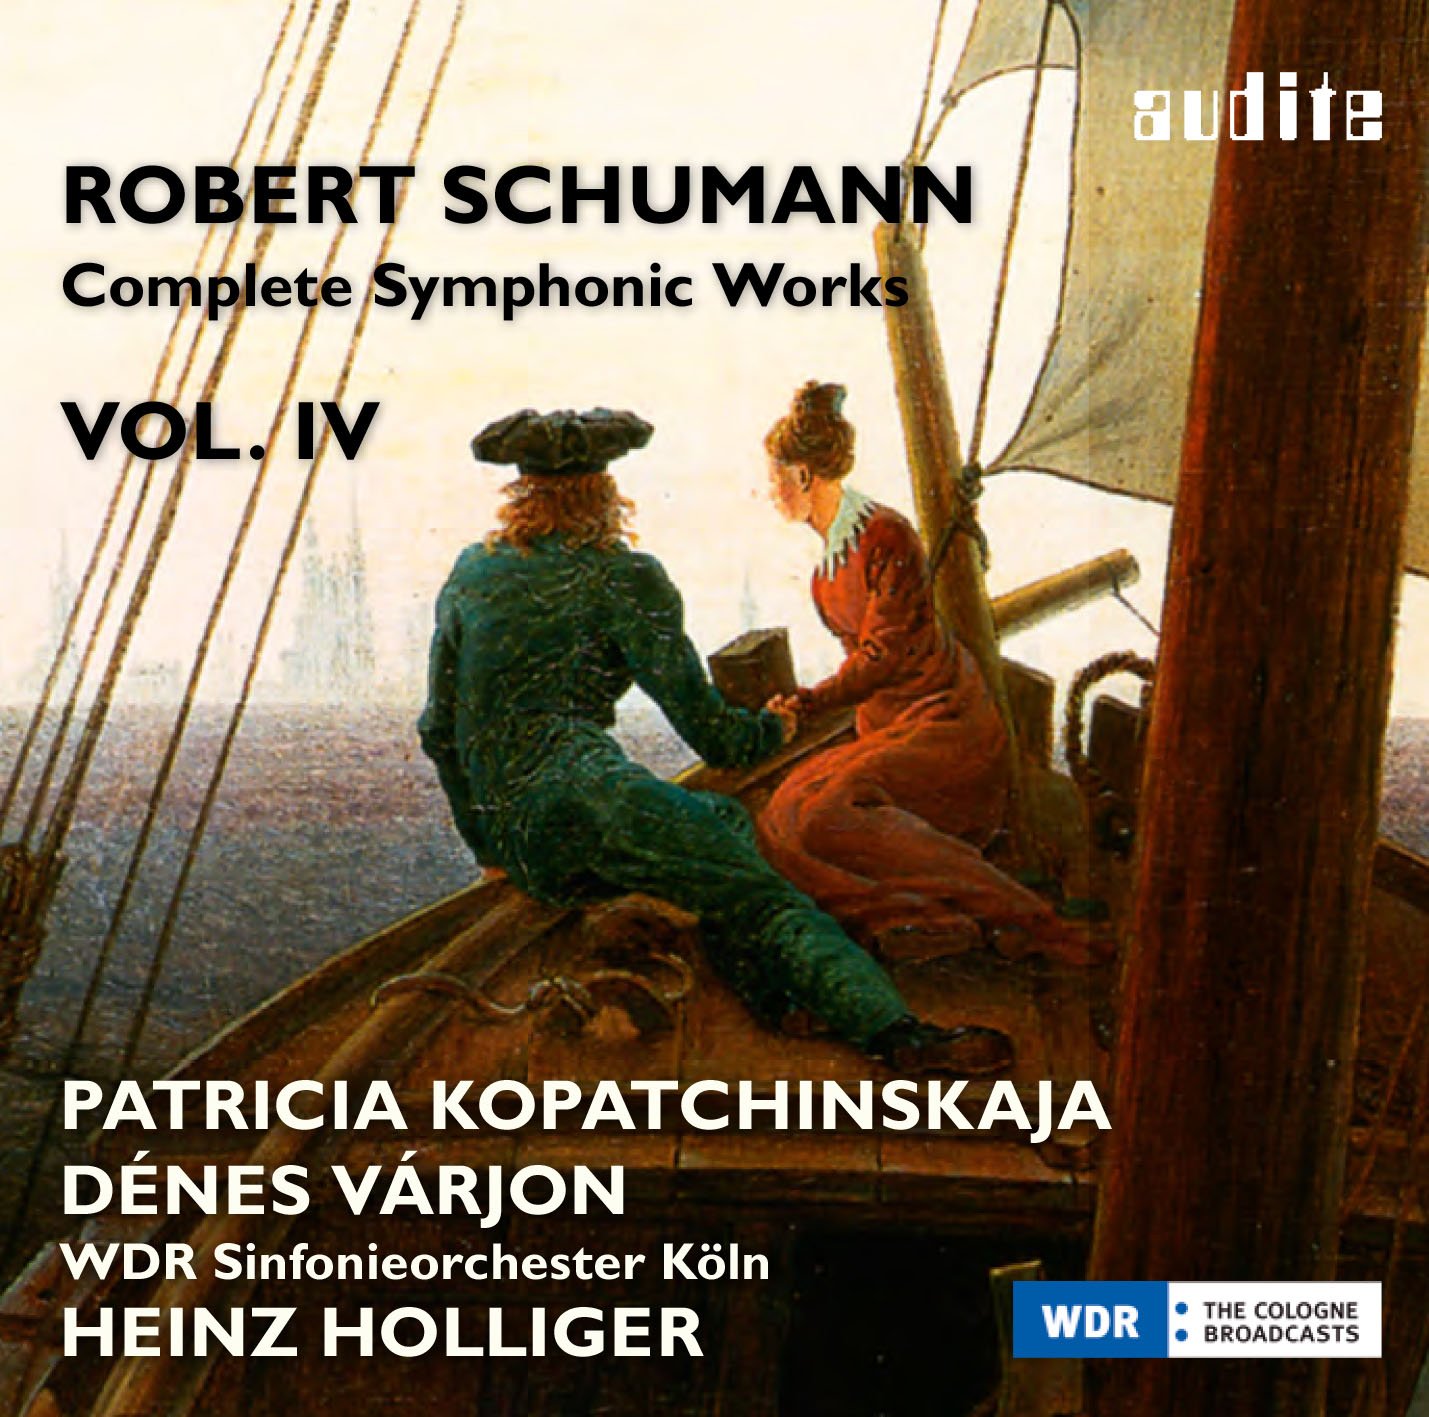 audite
ROBERT SCHUMANN
Complete Symphonic Works
VOL. IV
PATRICIA KOPATCHINSKAJA
DÉNES VÁRJON
WDR Sinfonieorchester Köln
HEINZ HOLLIGER
WDR
THE COLOGNE
BROADCASTS